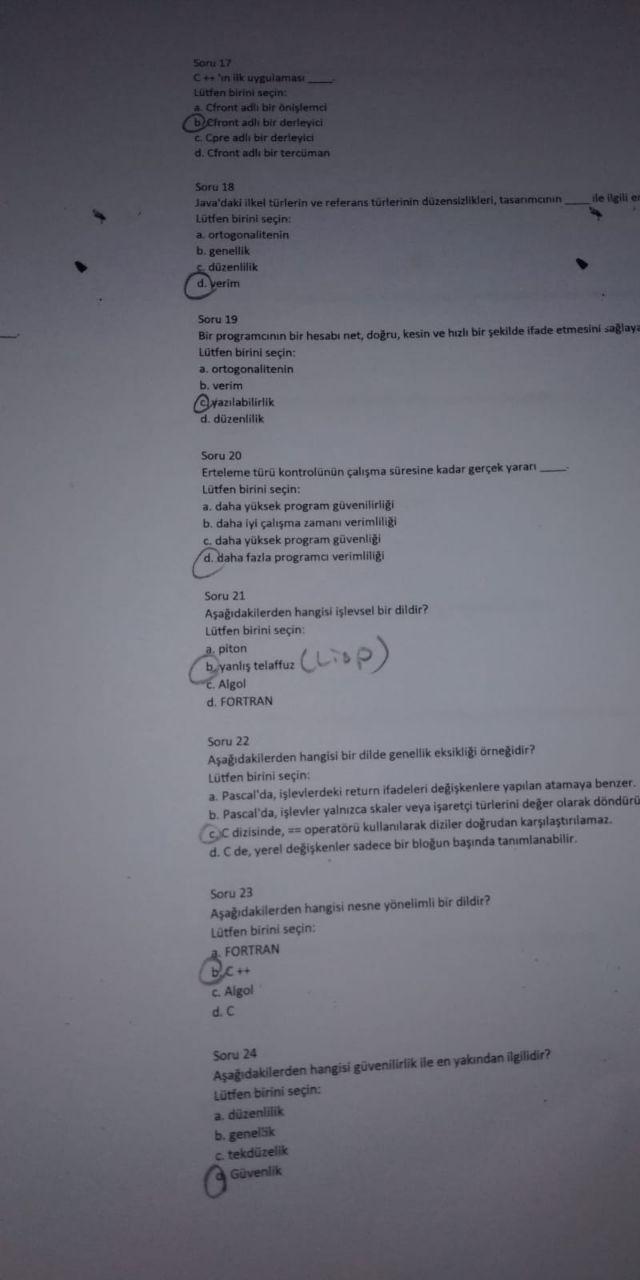 Soru 17
C ++ 'ın ilk uygulaması _____.
Lütfen birini seçin:
a. Cfront adlı bir önişlemci
b. Cfront adlı bir derleyici
c. Cpre adlı bir derleyici
d. Cfront adlı bir tercüman
Soru 18
Java'daki ilkel türlerin ve referans türlerinin düzensizlikleri, tasarımcının _____ ile ilgili
Lütfen birini seçin:
a. ortogonalitenin
b. genellik
c. düzenlilik
d. verim
Soru 19
Bir programcının bir hesabı net, doğru, kesin ve hızlı bir şekilde ifade etmesini
Lütfen birini seçin:
a. ortogonalitenin
b. verim
c. yazılabilirlik
d. düzenlilik
Soru 20
Erteleme türü kontrolünün çalışma süresine kadar gerçek yararı _____.
Lütfen birini seçin:
a. daha yüksek program güvenilirliği
b. daha iyi çalışma zamanı verimliliği
c. daha yüksek program güvenliği
d. daha fazla programcı verimliliği
Soru 21
Aşağıdakilerden hangisi işlevsel bir dildir?
Lütfen birini seçin:
a. piton
b. yanlış telaffuz (Lisp)
c. Algol
d. FORTRAN
Soru 22
Aşağıdakilerden hangisi bir dilde genellik eksikliği örneğidir?
Lütfen birini seçin:
a. Pascal'da, işlevlerdeki return ifadeleri değişkenlere yapılan atamaya benzer.
b. Pascal'da, işlevler yalnızca skaler veya işaretçi türlerini değer olarak
c. C dizisinde, == operatörü kullanılarak diziler doğrudan karşılaştırılamaz.
d. C de, yerel değişkenler sadece bir bloğun başında tanımlanabilir.
Soru 23
Aşağıdakilerden hangisi nesne yönelimli bir dildir?
Lütfen birini seçin:
a. FORTRAN
b. C ++
c. Algol
d. C
Soru 24
Aşağıdakilerden hangisi güvenilirlik ile en yakından ilgilidir?
Lütfen birini seçin:
a. düzenlilik
b. genellik
c. tekdüzelik
d. Güvenlik